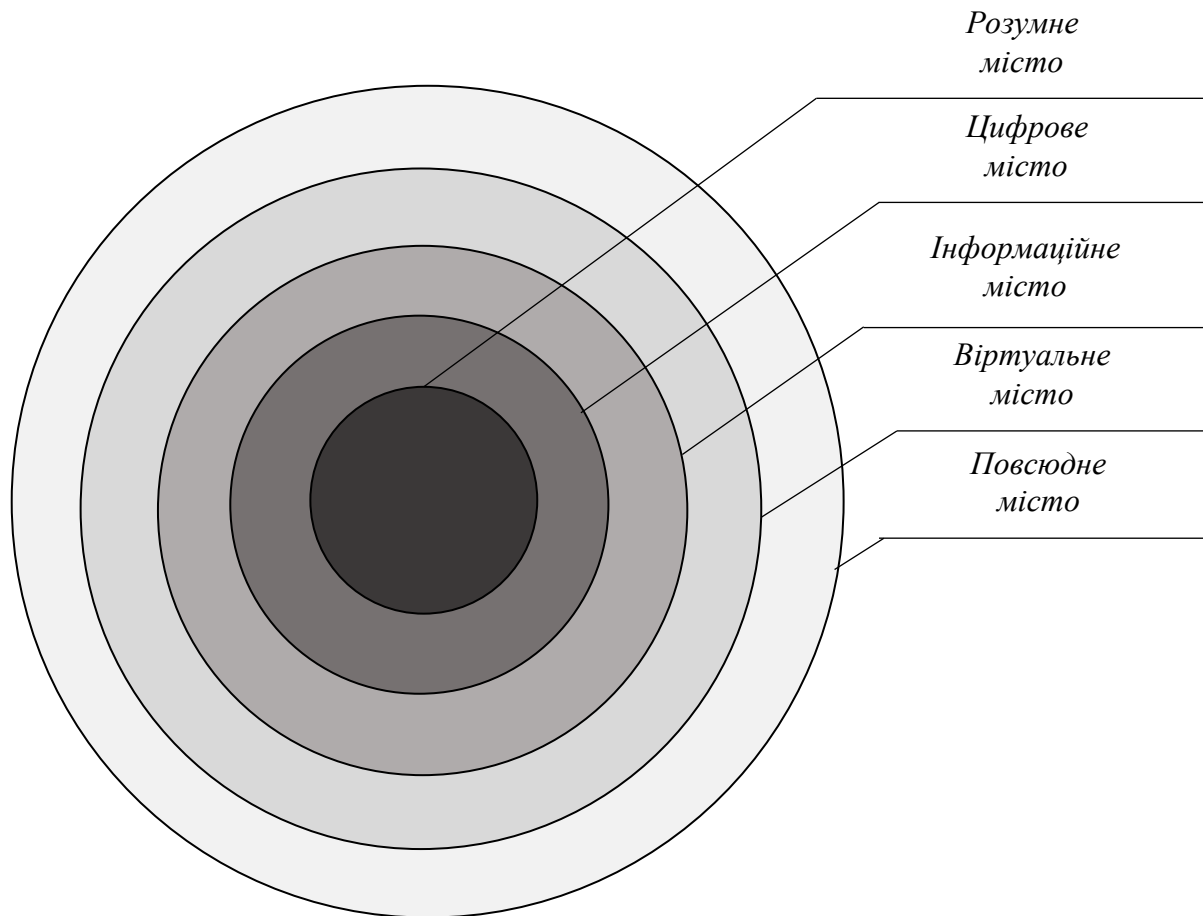 Розумне
місто
Цифрове
місто
Інформаційне
місто
Віртуальне
місто
Повсюдне
місто